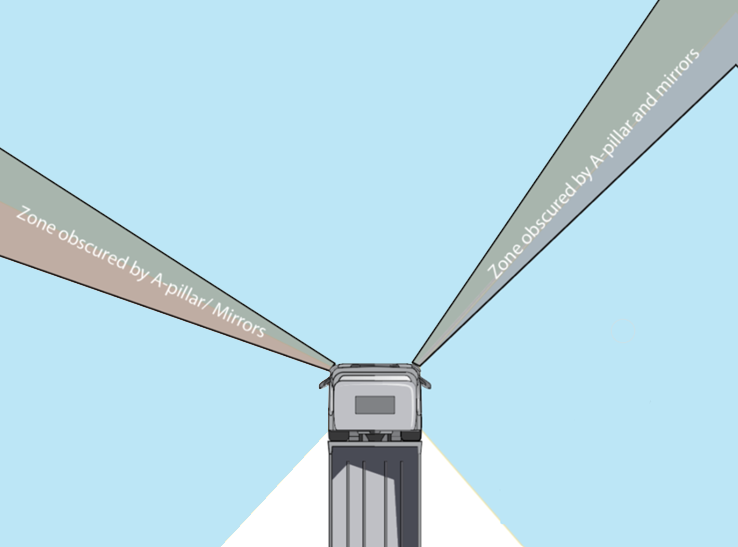 Zone obscured by A-pillar/ Mirrors
Zone obscured by A-pillar and mirrors